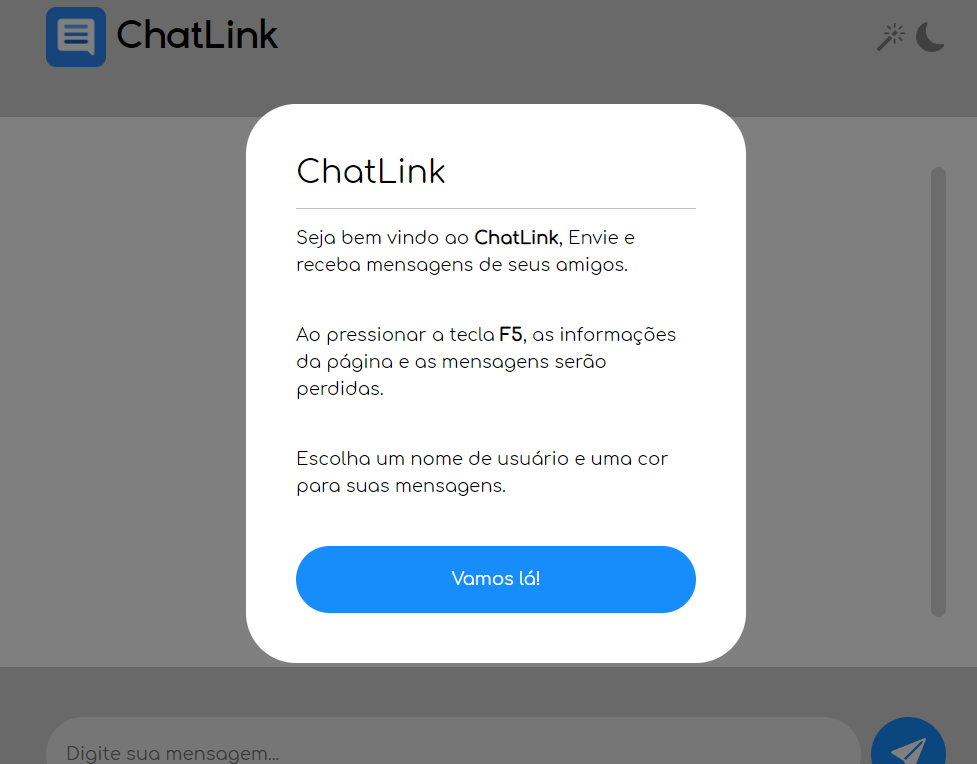 ChatLink
ChatLink
Seja bem vindo ao ChatLink, Envie e
receba mensagens de seus amigos.
Ao pressionar a tecla F5, as informações
da página e as mensagens serão
perdidas.
Escolha um nome de usuário e uma cor
para suas mensagens.
Vamos lá!
Digite sua mensagem...